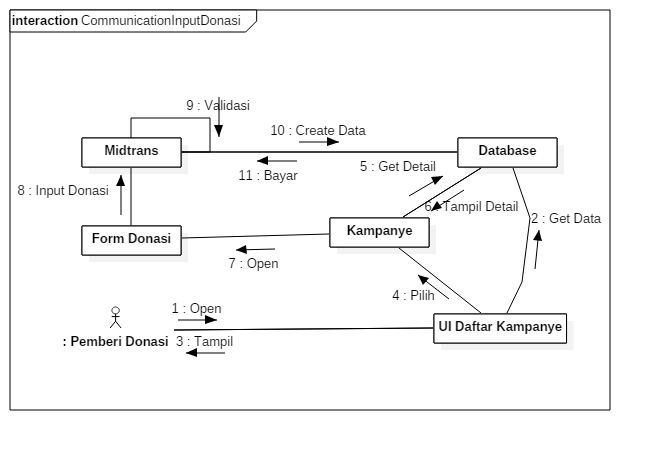 interaction CommunicationInputDonasi
9 : Validasi
10 : Create Data
Midtrans
Database
11 : Bayar
5 : Get Detail
8 : Input Donasi
6 : Tampil Detail
2 : Get Data
Form Donasi
Kampanye
7 : Open
4 : Pilih
1 : Open
UI Daftar Kampanye
: Pemberi Donasi
3 : Tampil